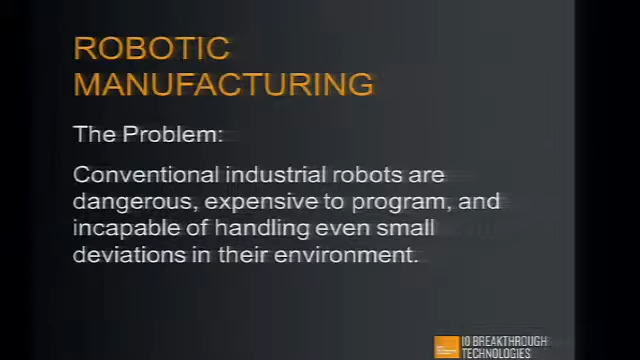 ROBOTIC
MANUFACTURING
The Problem:
Conventional industrial robots are
dangerous, expensive to program, and
incapable of handling even small
deviations in their environment.
10 BREAKTHROUGH
TECHNOLOGIES